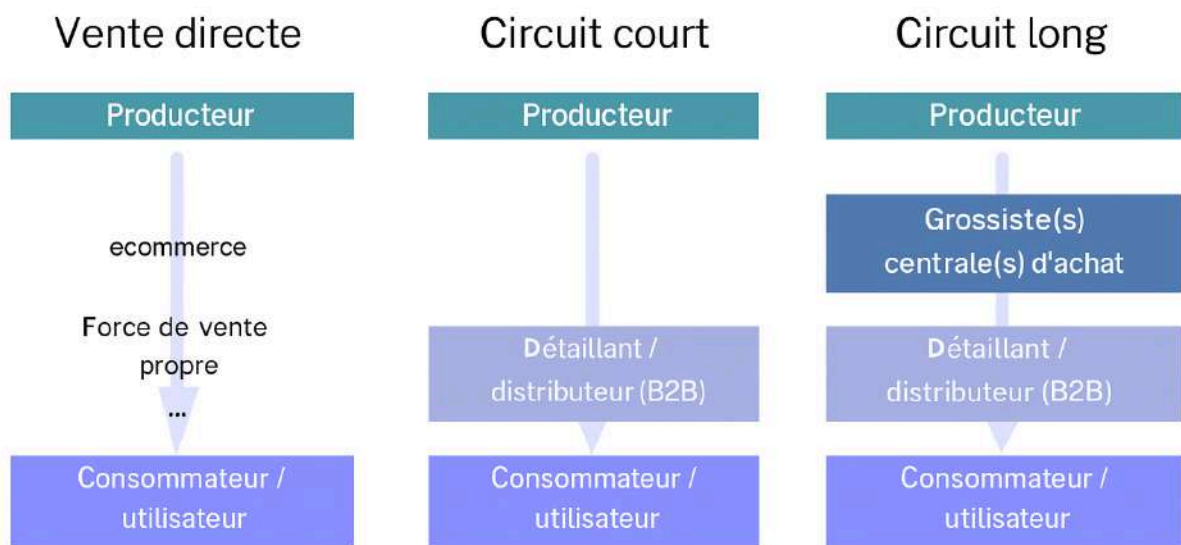 Vente directe
Producteur
ecommerce
Force de vente
propre
...
Consommateur /
utilisateur
Circuit court
Producteur
Détaillant /
distributeur (B2B)
Consommateur /
utilisateur
Circuit long
Producteur
Grossiste(s)
centrale(s) d'achat
Détaillant /
distributeur (B2B)
Consommateur /
utilisateur